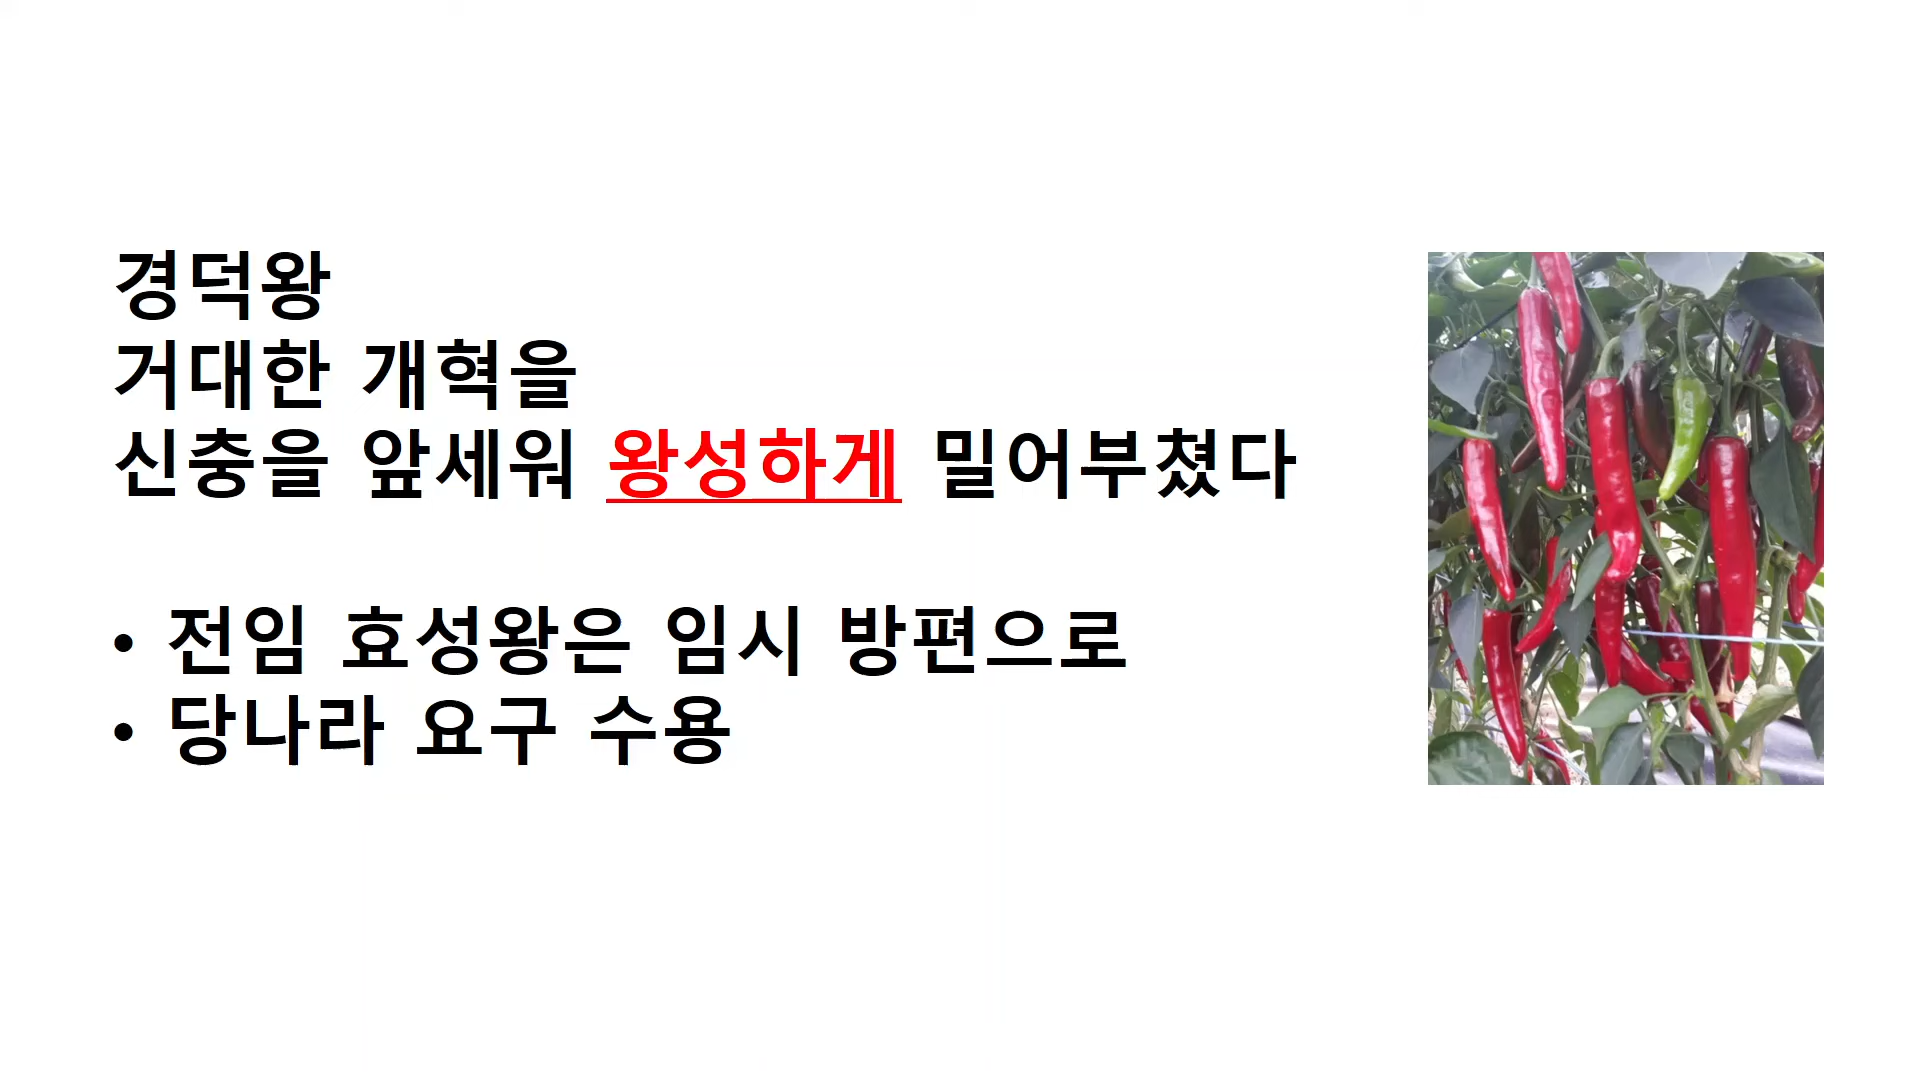 경덕왕
거대한 개혁을
신충을 앞세워 왕성하게 밀어부쳤다
• 전임 효성왕은 임시 방편으로
• 당나라 요구 수용